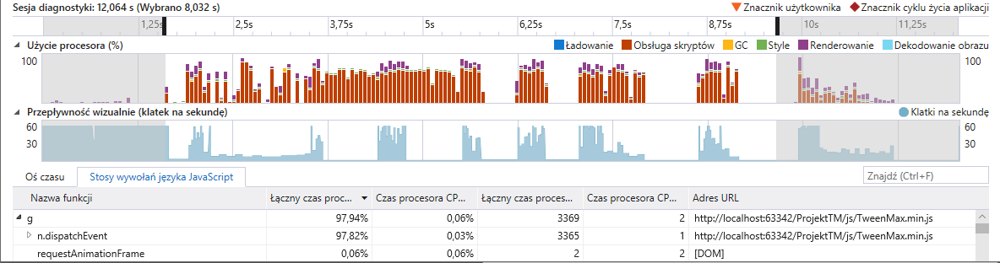 Sesja diagnostyki: 12,064 s (Wybrano 8,032 s) Znacznik użytkownika Znacznik cyklu życia aplikacji
1,25s 2,5s 3,75s 5s 6,25s 7,5s 8,75s 10s 11,25s
Użycie procesora (%) Ładowanie Obsługa skryptów GC Style Renderowanie Dekodowanie obrazu
100 100
Przepływność wizualnie (klatek na sekundę) Klatki na sekundę
60 60
30 30
Oś czasu Stosy wywołań języka JavaScript Znajdź (Ctrl+F)
Nazwa funkcji Łączny czas proc... Czas procesora CP... Łączny czas proces... Czas procesora CP... Adres URL
g 97,94% 0,06% 3369 2 http://localhost:63342/ProjektTM/js/TweenMax.min.js
n.dispatchEvent 97,82% 0,03% 3365 1 http://localhost:63342/ProjektTM/js/TweenMax.min.js
requestAnimationFrame 0,06% 0,06% 2 2 [DOM]